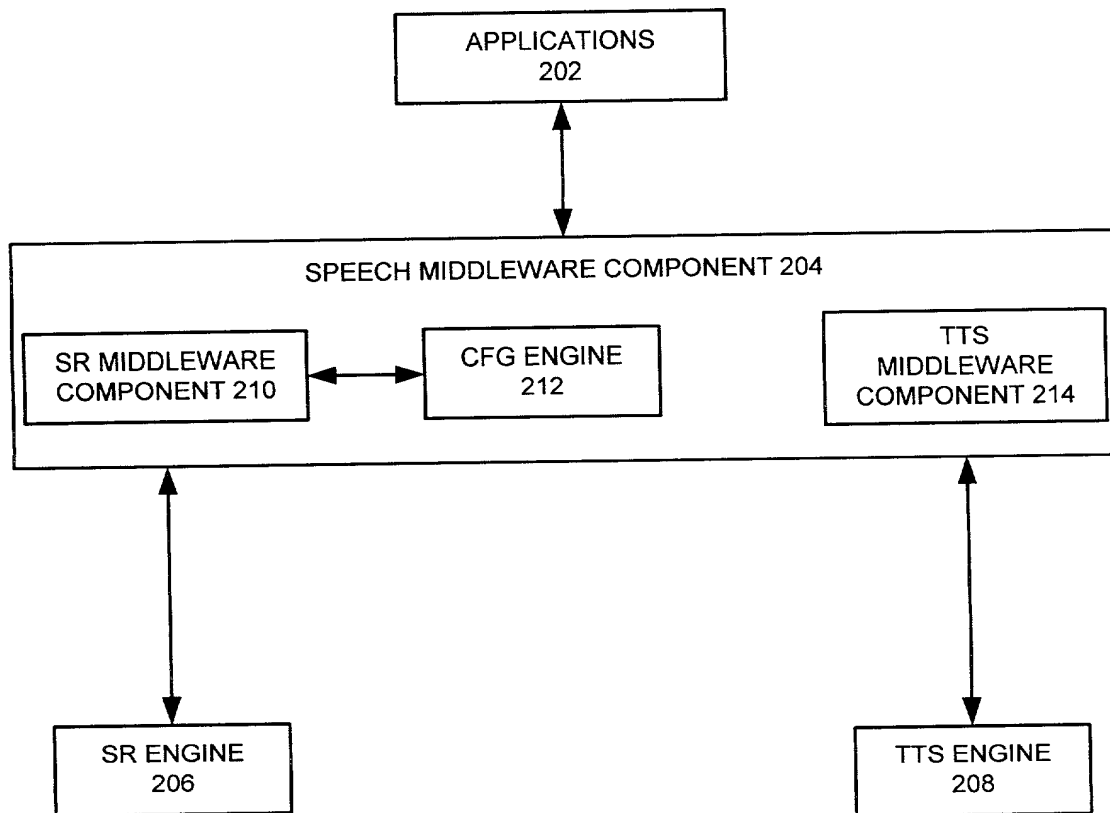 APPLICATIONS
202
SPEECH MIDDLEWARE COMPONENT 204
SR MIDDLEWARE
COMPONENT 210
CFG ENGINE
212
TTS
MIDDLEWARE
COMPONENT 214
SR ENGINE
206
TTS ENGINE
208